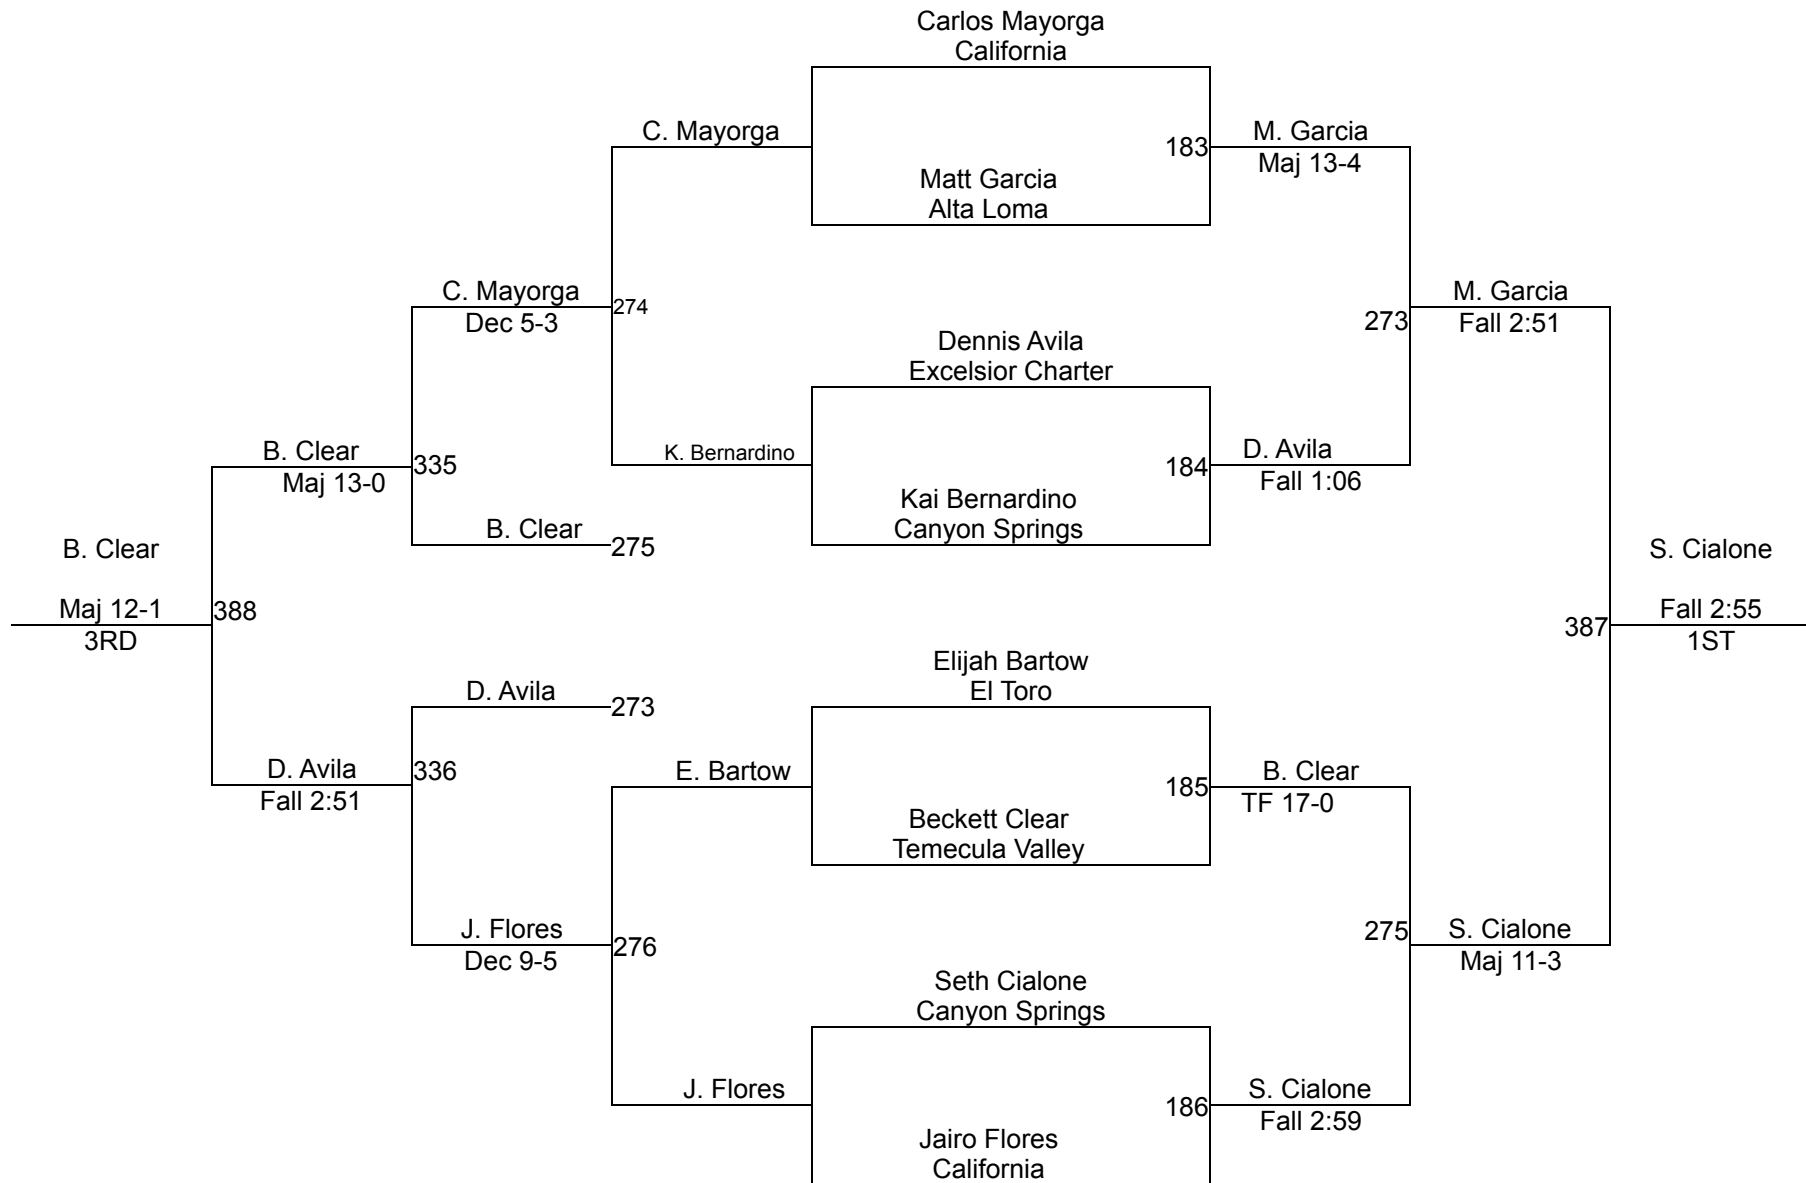 Carlos Mayorga
California
C. Mayorga
183
M. Garcia
Maj 13-4
Matt Garcia
Alta Loma
C. Mayorga
Dec 5-3
274
273
M. Garcia
Fall 2:51
Dennis Avila
Excelsior Charter
B. Clear
Maj 13-0
335
K. Bernardino
184
D. Avila
Fall 1:06
Kai Bernardino
Canyon Springs
B. Clear
275
B. Clear
Maj 12-1
3RD
388
S. Cialone
Fall 2:55
1ST
387
Elijah Bartow
El Toro
D. Avila
273
D. Avila
Fall 2:51
336
E. Bartow
185
B. Clear
TF 17-0
Beckett Clear
Temecula Valley
J. Flores
Dec 9-5
276
275
S. Cialone
Maj 11-3
Seth Cialone
Canyon Springs
J. Flores
186
S. Cialone
Fall 2:59
Jairo Flores
California